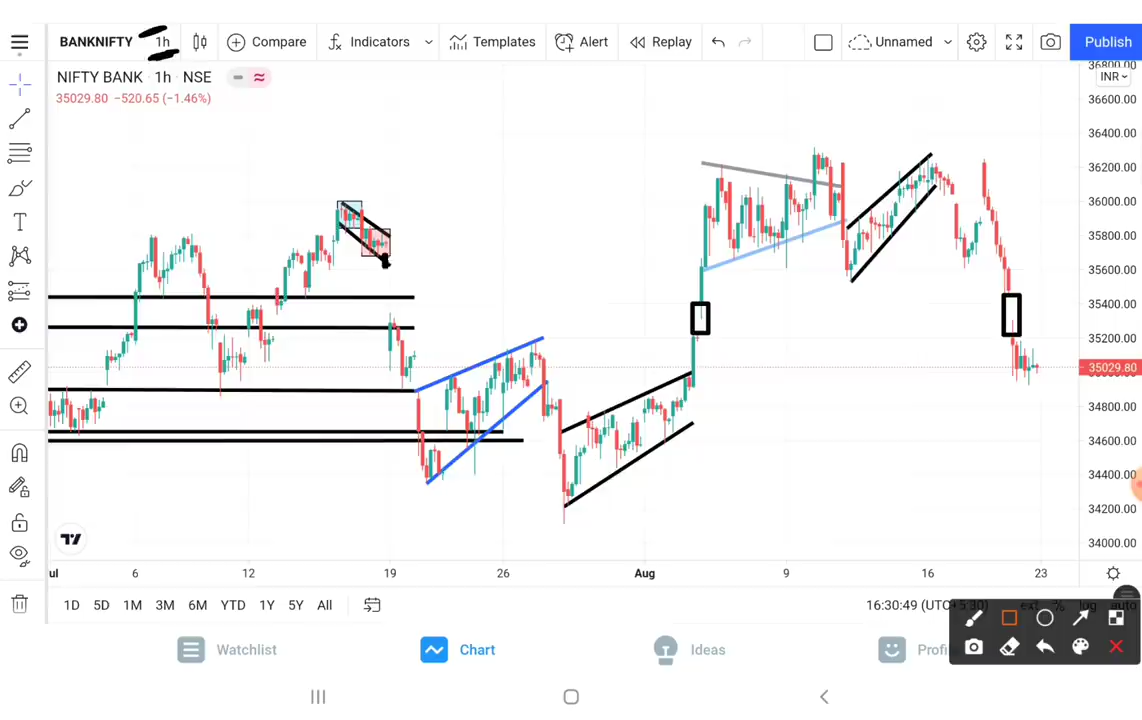 BANKNIFTY 1h Compare Indicators Templates Alert Replay Unnamed Publish
NIFTY BANK · 1h · NSE
35029.80 −520.65 (−1.46%)
36800.00
INR
36600.00
36400.00
36200.00
36000.00
35800.00
35600.00
35400.00
35200.00
35029.80
34800.00
34600.00
34400.00
34200.00
34000.00
ul 6 12 19 26 Aug 9 16 23
1D 5D 1M 3M 6M YTD 1Y 5Y All 16:30:49 (UTC+5:30) ext % log auto
Watchlist Chart Ideas Profi